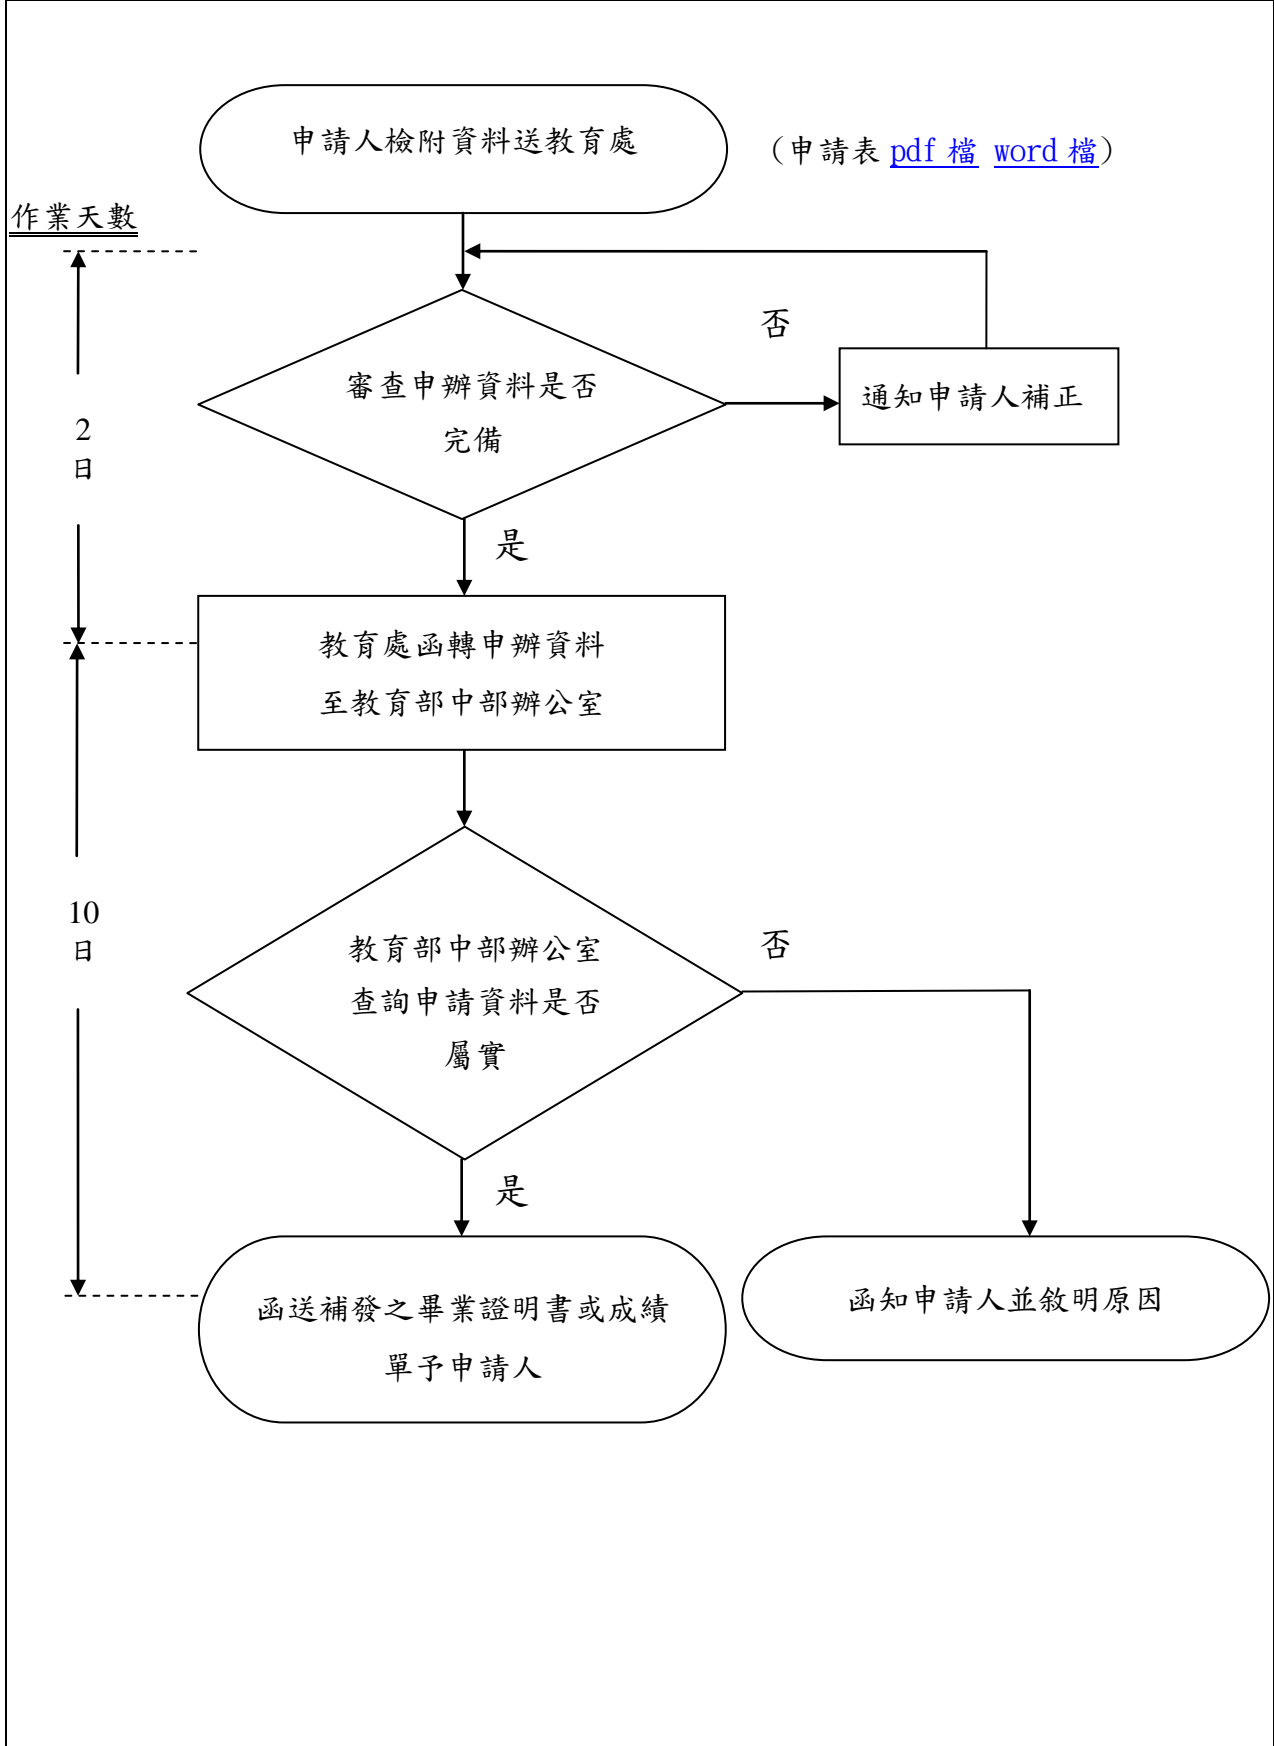 申請人檢附資料送教育處
（申請表 pdf 檔 word 檔）
作業天數
否
審查申辦資料是否
完備
通知申請人補正
2
日
是
教育處函轉申辦資料
至教育部中部辦公室
10
日
教育部中部辦公室
查詢申請資料是否
屬實
否
是
函送補發之畢業證明書或成績
單予申請人
函知申請人並敘明原因